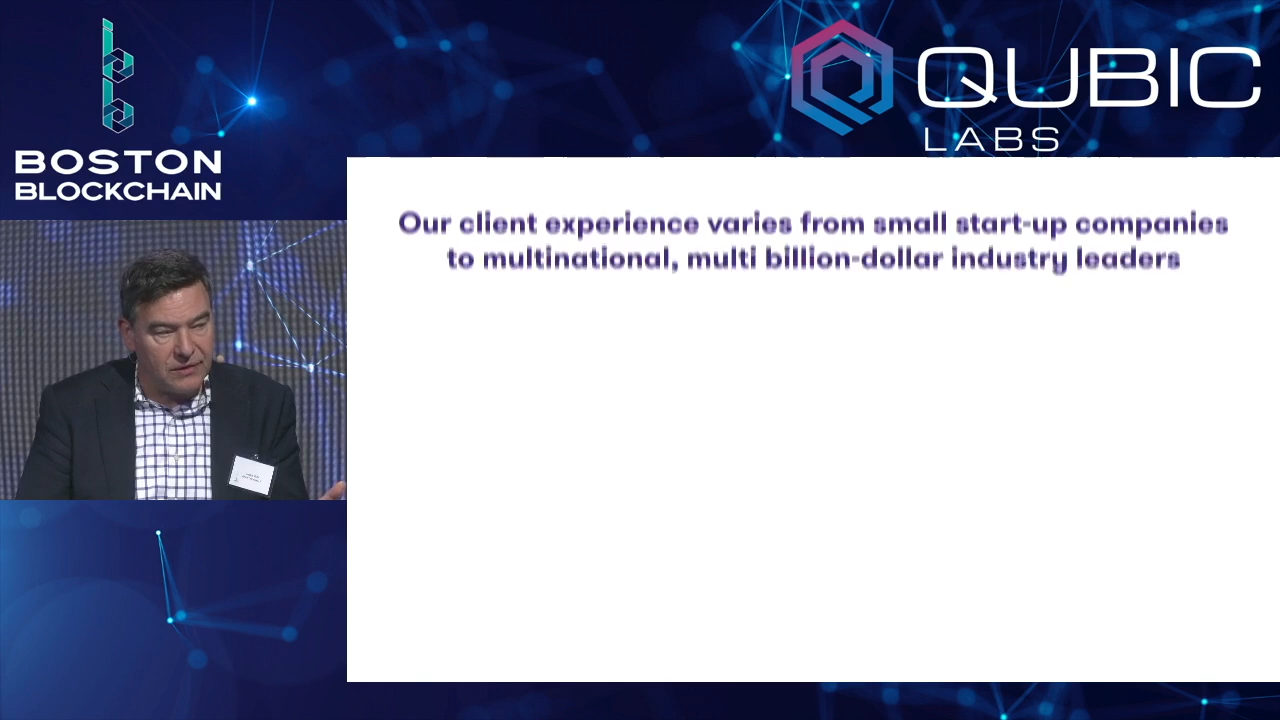 BOSTON
BLOCKCHAIN
QUBIC
LABS
Our client experience varies from small start-up companies
to multinational, multi billion-dollar industry leaders